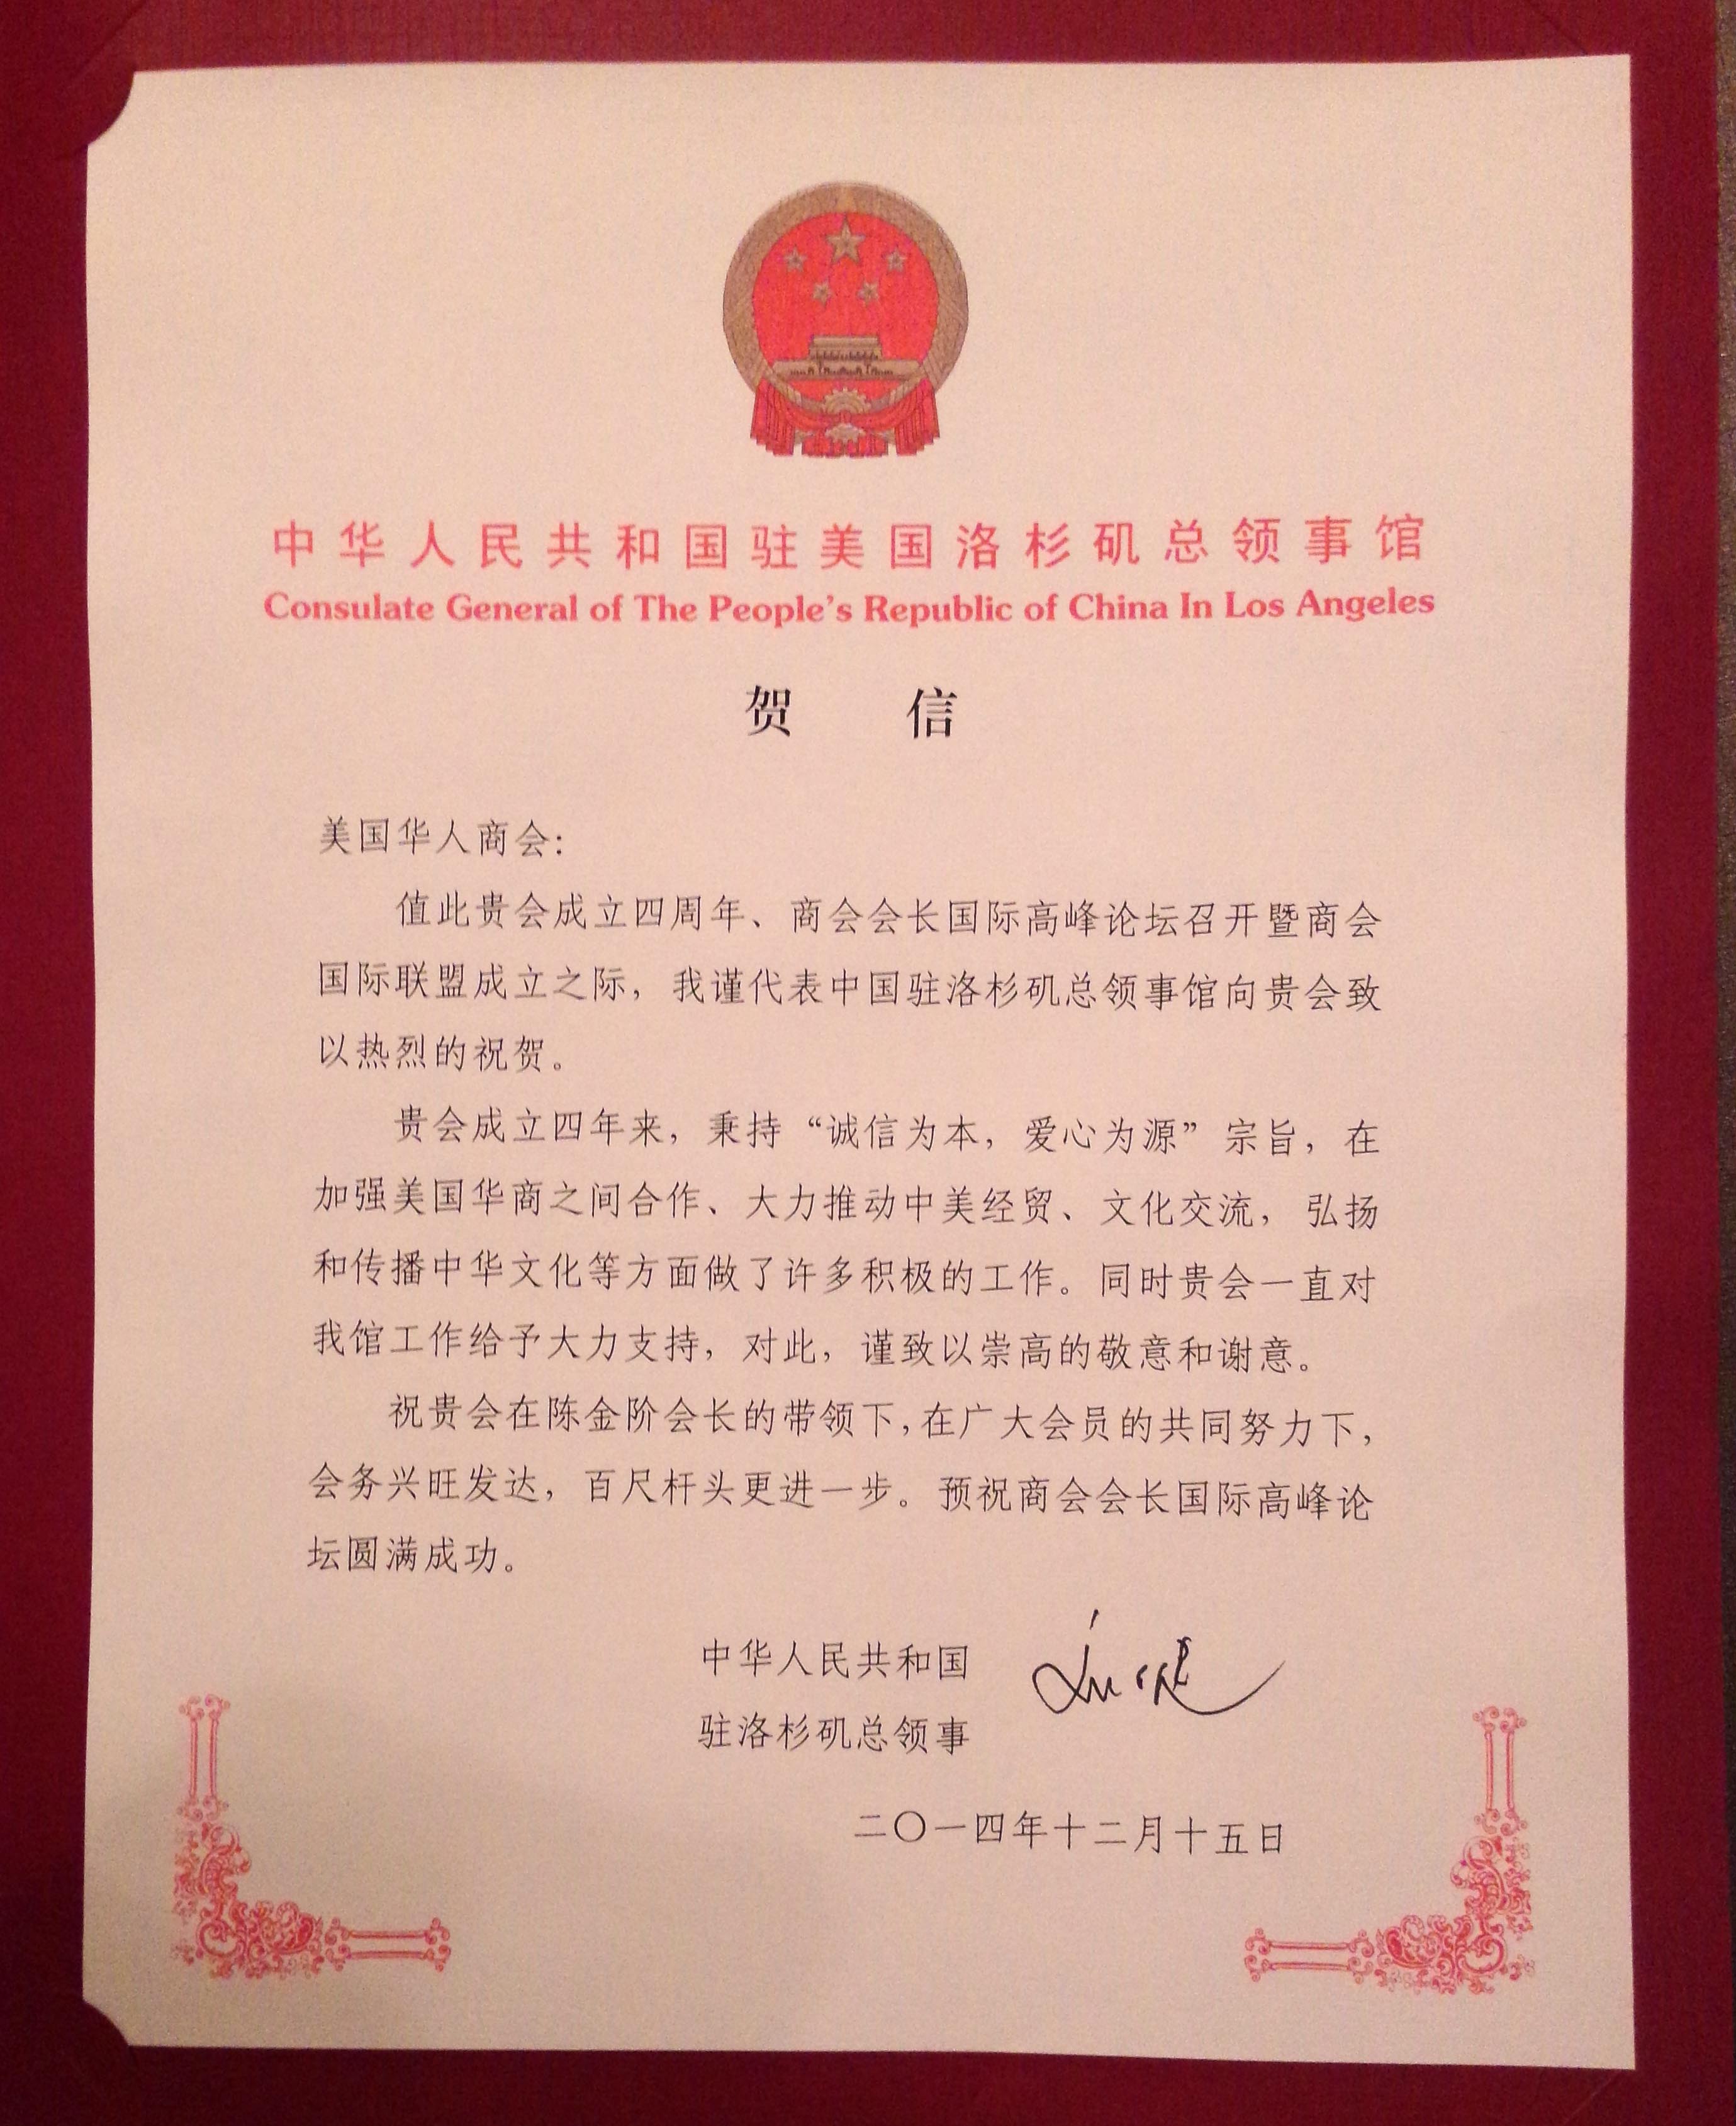 中华人民共和国驻美国洛杉矶总领事馆
Consulate General of The People's Republic of China In Los Angeles
贺 信
美国华人商会：
值此贵会成立四周年、商会会长国际高峰论坛召开暨商会
国际联盟成立之际，我谨代表中国驻洛杉矶总领事馆向贵会致
以热烈的祝贺。
贵会成立四年来，秉持“诚信为本，爱心为源”宗旨，在
加强美国华商之间合作、大力推动中美经贸、文化交流，弘扬
和传播中华文化等方面做了许多积极的工作。同时贵会一直对
我馆工作给予大力支持，对此，谨致以崇高的敬意和谢意。
祝贵会在陈金阶会长的带领下,在广大会员的共同努力下，
会务兴旺发达，百尺杆头更进一步。预祝商会会长国际高峰论
坛圆满成功。
中华人民共和国
驻洛杉矶总领事
刘健
二〇一四年十二月十五日